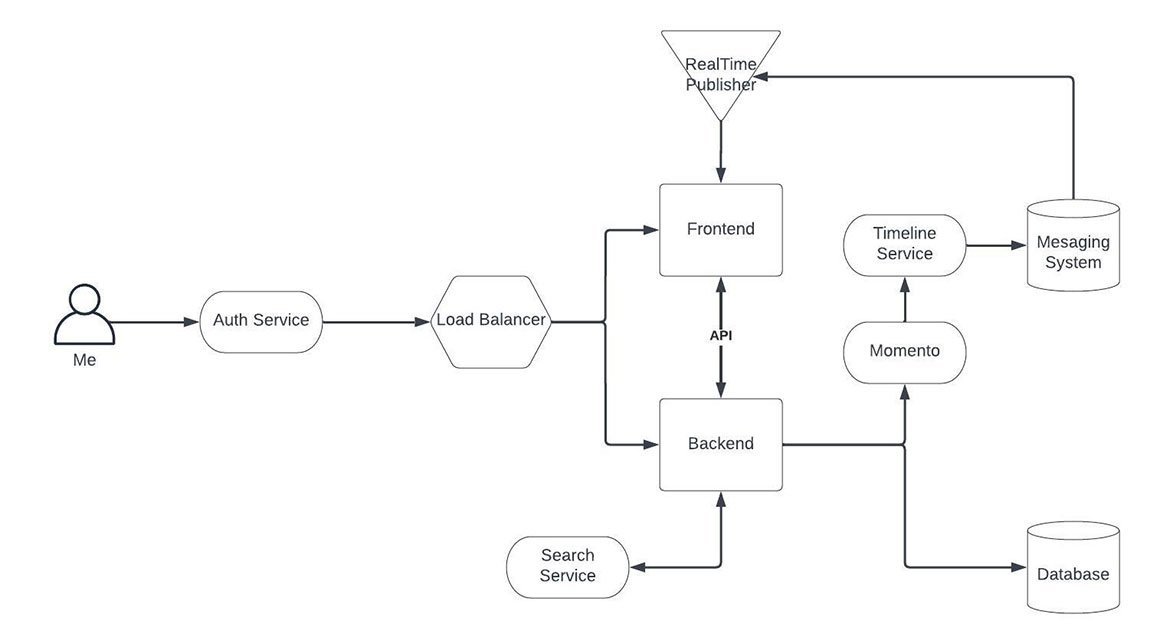 RealTime
Publisher
Frontend
Timeline
Service
Mesaging
System
Auth Service
Load Balancer
API
Me
Momento
Backend
Search
Service
Database